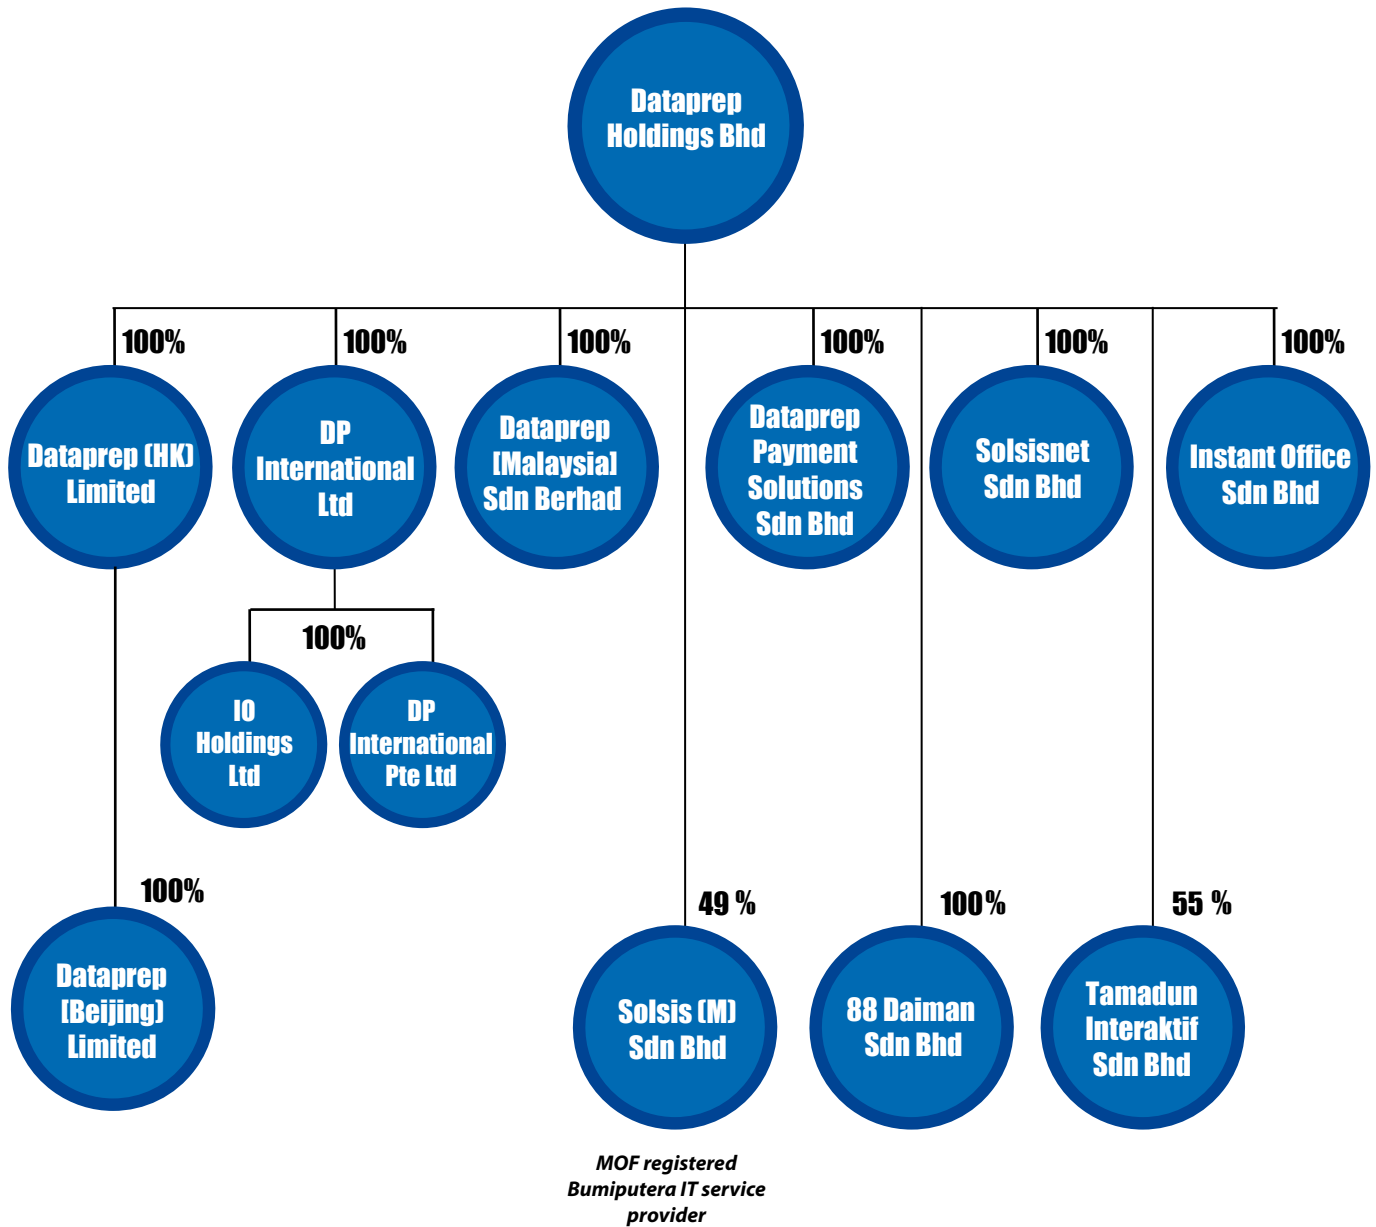 Dataprep
Holdings Bhd
100%
100%
100%
100%
100%
100%
Dataprep (HK)
Limited
DP
International
Ltd
Dataprep
[Malaysia]
Sdn Berhad
Dataprep
Payment
Solutions
Sdn Bhd
Solsisnet
Sdn Bhd
Instant Office
Sdn Bhd
100%
IO
Holdings
Ltd
DP
International
Pte Ltd
100%
49 %
100%
55 %
Dataprep
[Beijing)
Limited
Solsis (M)
Sdn Bhd
88 Daiman
Sdn Bhd
Tamadun
Interaktif
Sdn Bhd
MOF registered
Bumiputera IT service
provider